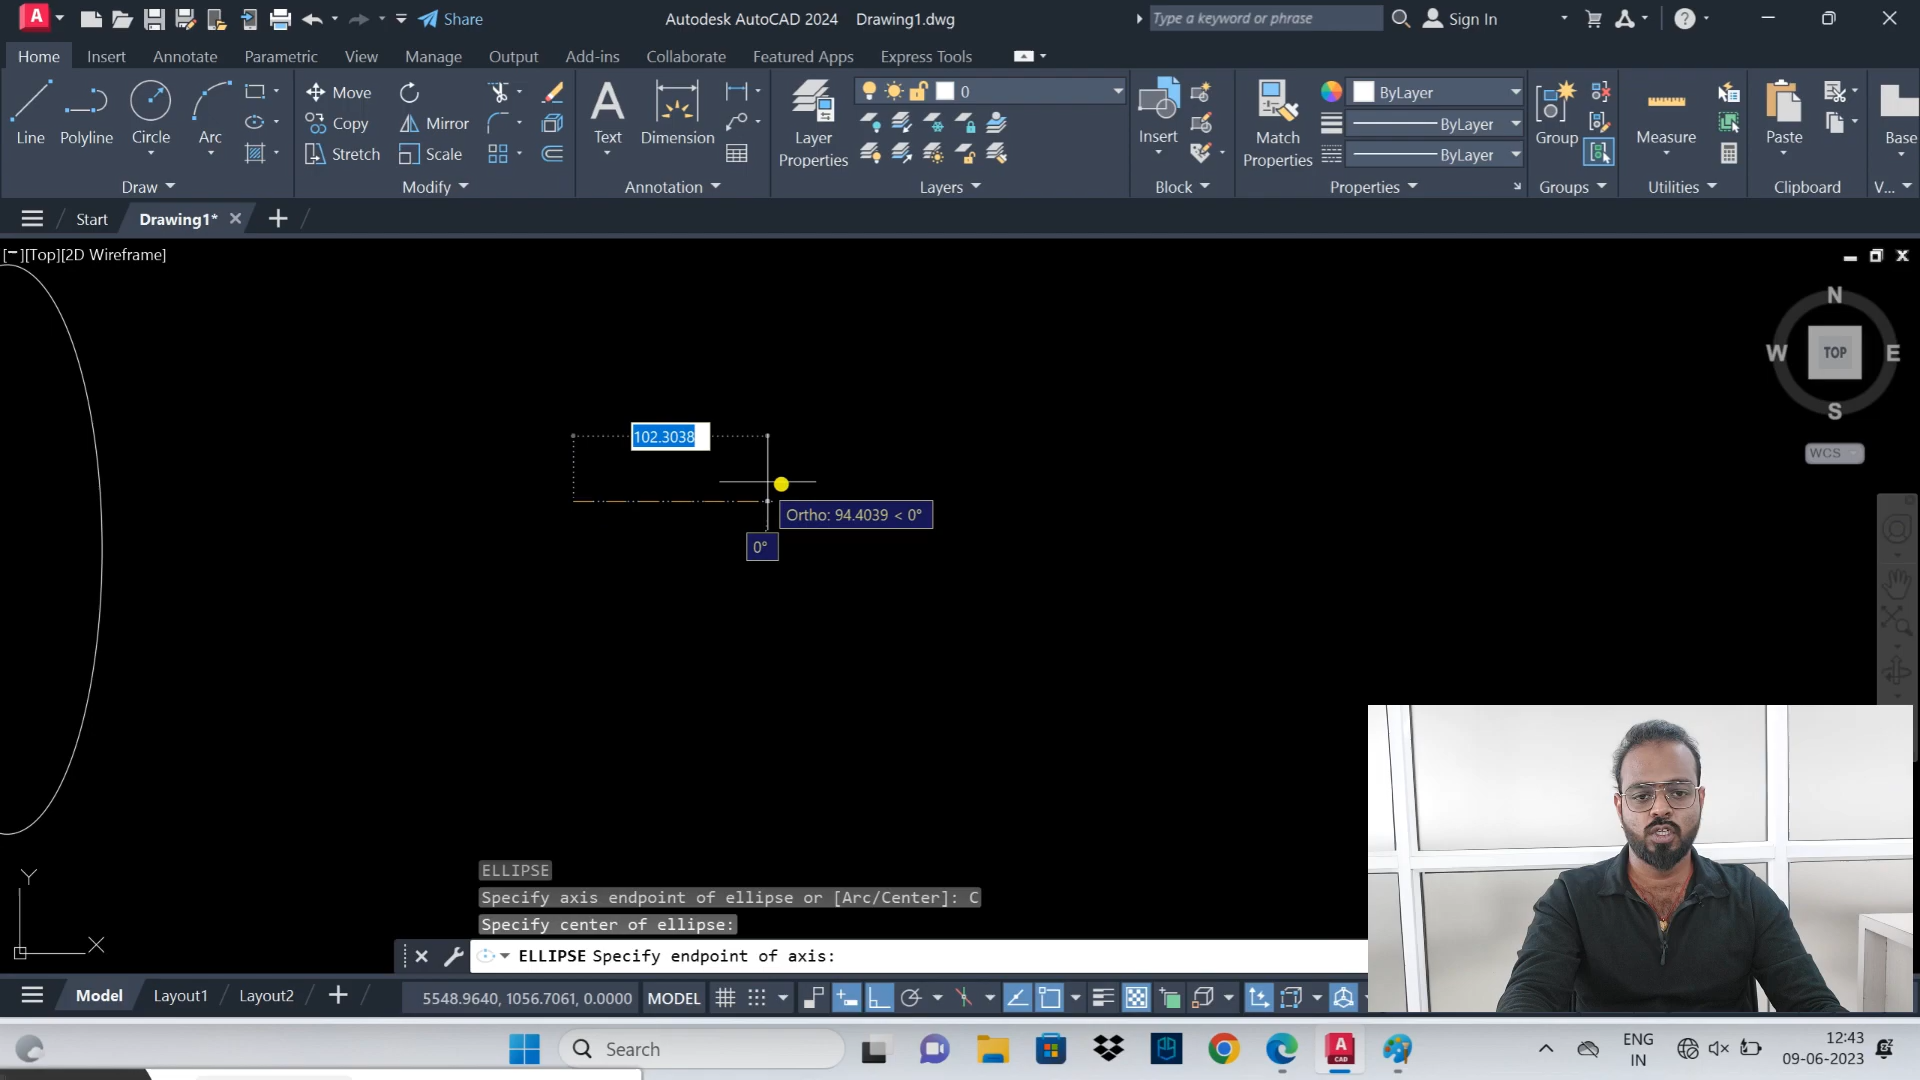 A
Share
Autodesk AutoCAD 2024 Drawing1.dwg
Type a keyword or phrase
Sign In
?
Home Insert Annotate Parametric View Manage Output Add-ins Collaborate Featured Apps Express Tools
Line Polyline Circle Arc
Draw
Move
Copy Mirror
Stretch Scale
Modify
A
Text Dimension
Annotation
Layer
Properties
0
Layers
Insert
Block
Match
Properties
ByLayer
ByLayer
ByLayer
Properties
Group
Groups
Measure
Utilities
Paste
Clipboard
Base
V...
Start Drawing1*
[−][Top][2D Wireframe]
N
W TOP E
S
WCS
102.3038
Ortho: 94.4039 < 0°
0°
Y
X
ELLIPSE
Specify axis endpoint of ellipse or [Arc/Center]: C
Specify center of ellipse:
ELLIPSE Specify endpoint of axis:
Model Layout1 Layout2
5548.9640, 1056.7061, 0.0000 MODEL
Search
A
CAD
ENG
IN
12:43
09-06-2023